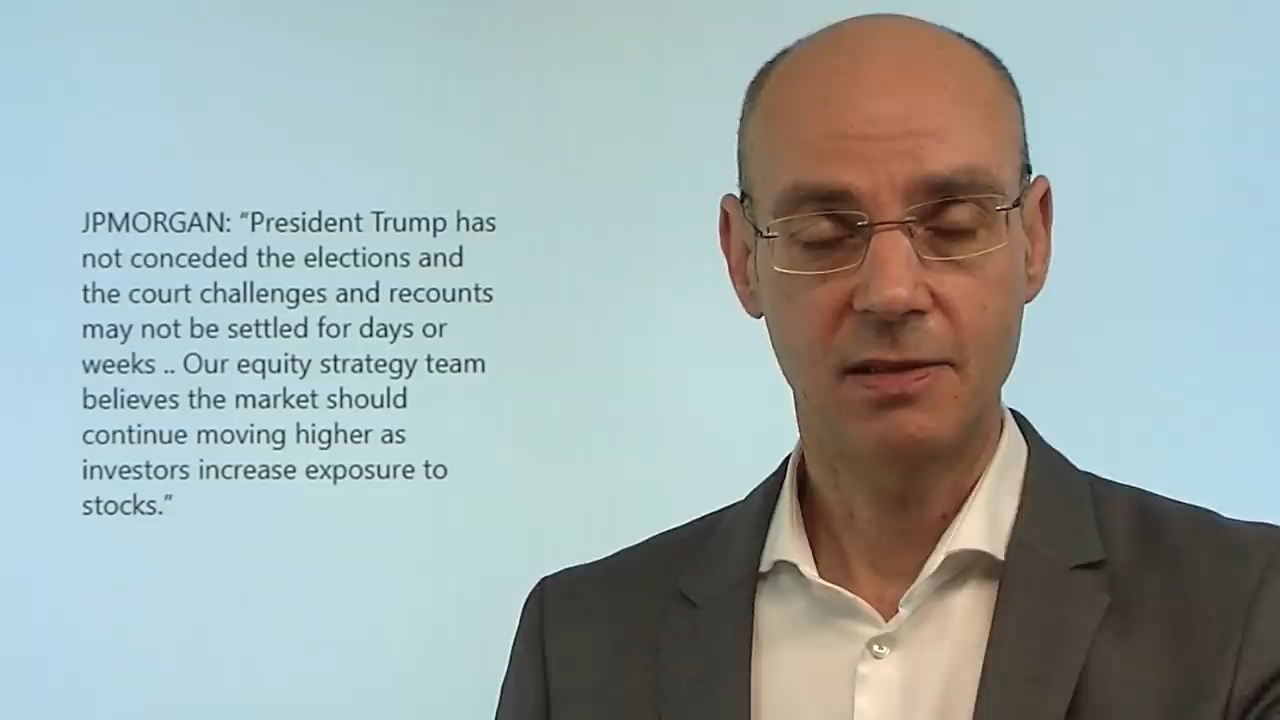 JPMORGAN: “President Trump has
not conceded the elections and
the court challenges and recounts
may not be settled for days or
weeks .. Our equity strategy team
believes the market should
continue moving higher as
investors increase exposure to
stocks.”